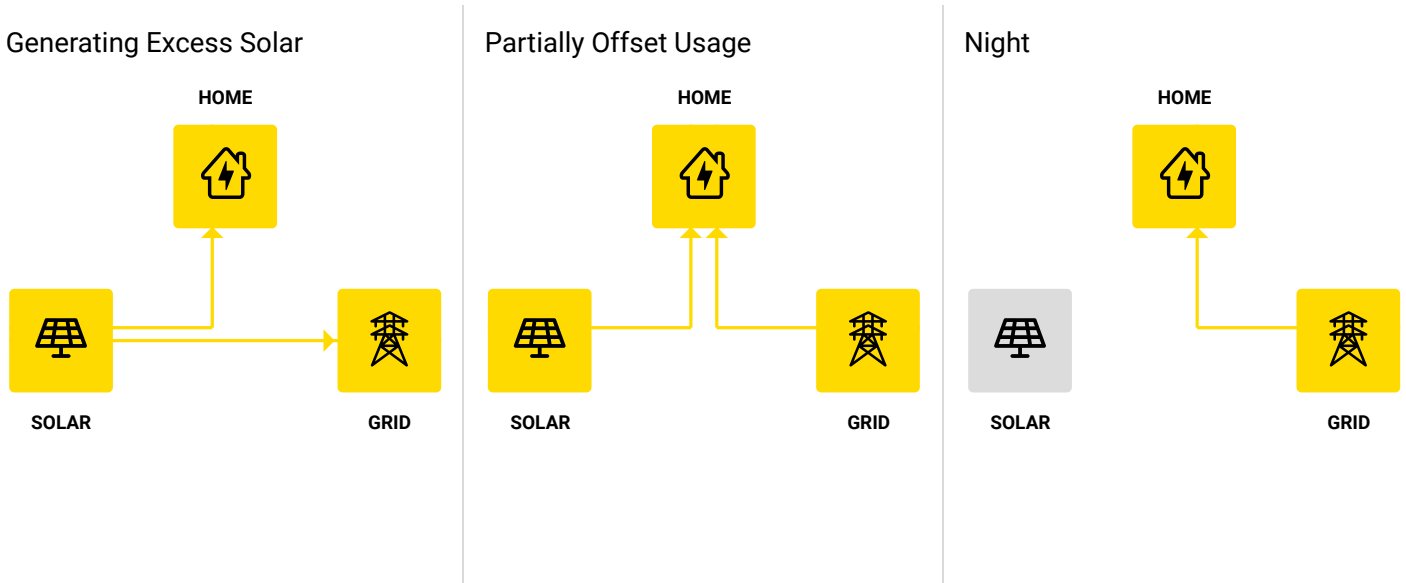 Generating Excess Solar
HOME
SOLAR
GRID
Partially Offset Usage
HOME
SOLAR
GRID
Night
HOME
SOLAR
GRID